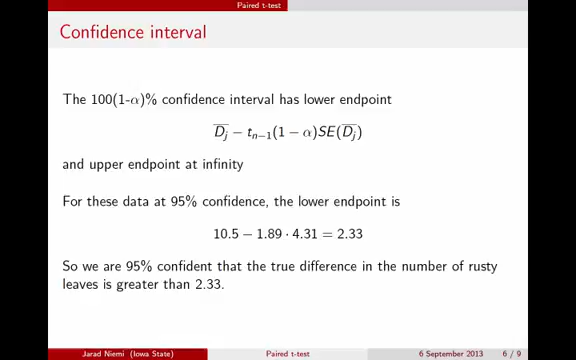 Paired t-test
Confidence interval
The 100(1-α)% confidence interval has lower endpoint
D̅ⱼ − tₙ₋₁(1 − α)SE(D̅ⱼ)
and upper endpoint at infinity
For these data at 95% confidence, the lower endpoint is
10.5 − 1.89 · 4.31 = 2.33
So we are 95% confident that the true difference in the number of rusty
leaves is greater than 2.33.
Jarad Niemi (Iowa State) Paired t-test 6 September 2013 6 / 9